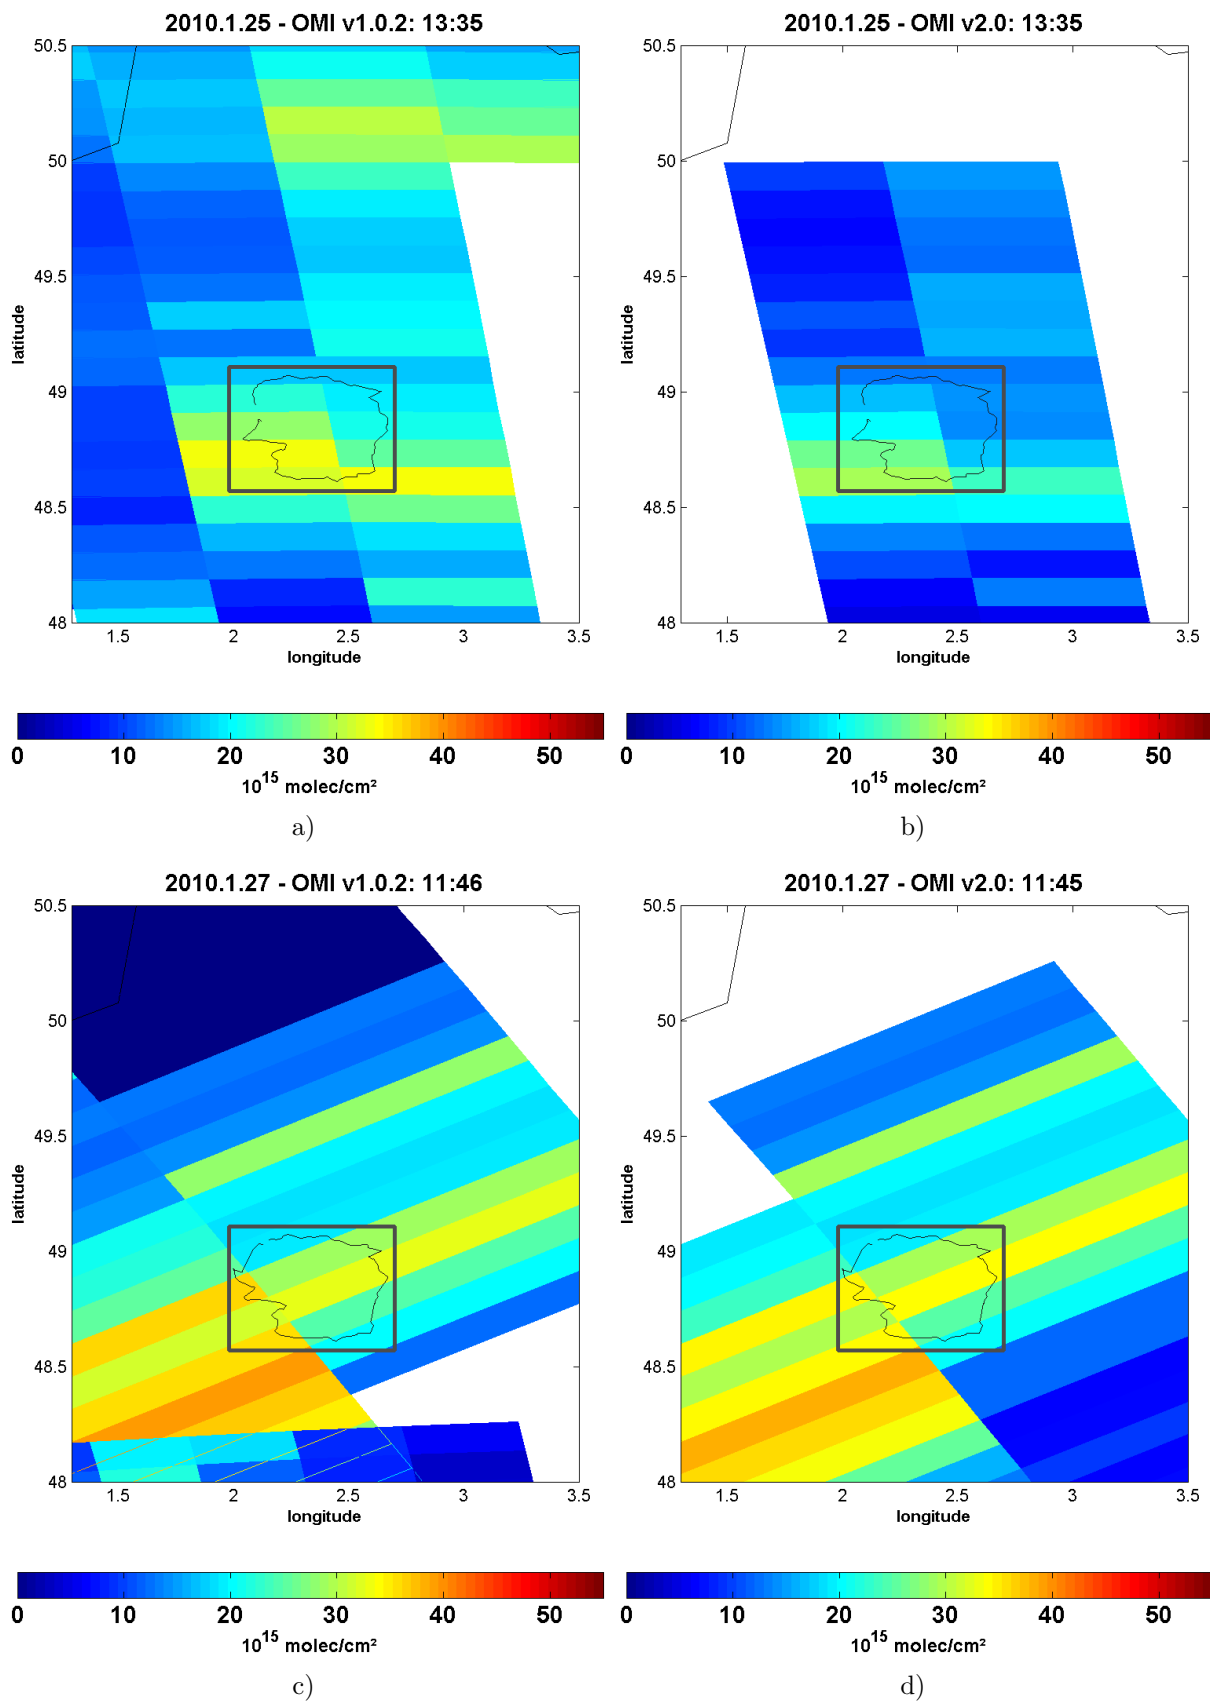 2010.1.25 - OMI v1.0.2: 13:35
50.5
50
49.5
49
48.5
48
latitude
1.5 2 2.5 3 3.5
longitude
0 10 20 30 40 50
10^15 molec/cm²
a)
2010.1.25 - OMI v2.0: 13:35
50.5
50
49.5
49
48.5
48
latitude
1.5 2 2.5 3 3.5
longitude
0 10 20 30 40 50
10^15 molec/cm²
b)
2010.1.27 - OMI v1.0.2: 11:46
50.5
50
49.5
49
48.5
48
latitude
1.5 2 2.5 3 3.5
longitude
0 10 20 30 40 50
10^15 molec/cm²
c)
2010.1.27 - OMI v2.0: 11:45
50.5
50
49.5
49
48.5
48
latitude
1.5 2 2.5 3 3.5
longitude
0 10 20 30 40 50
10^15 molec/cm²
d)